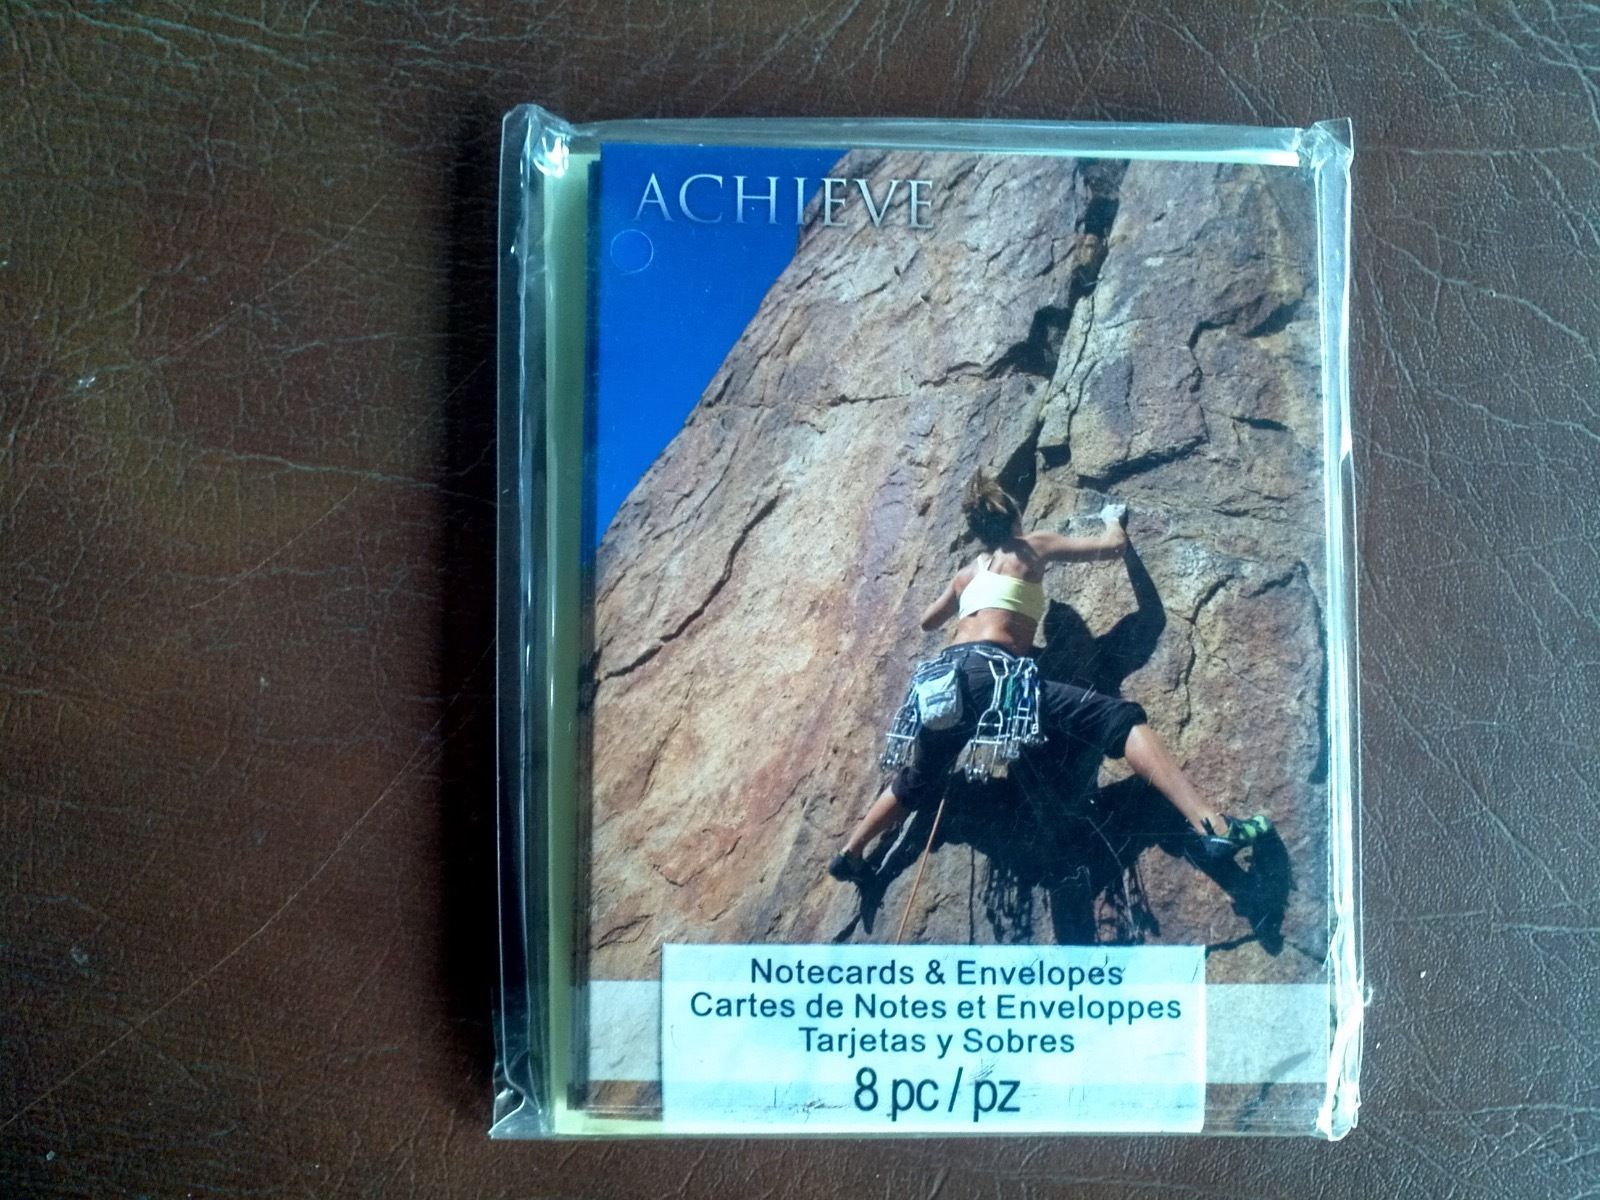 ACHIEVE
Notecards & Envelopes
Cartes de Notes et Enveloppes
Tarjetas y Sobres
8 pc / pz